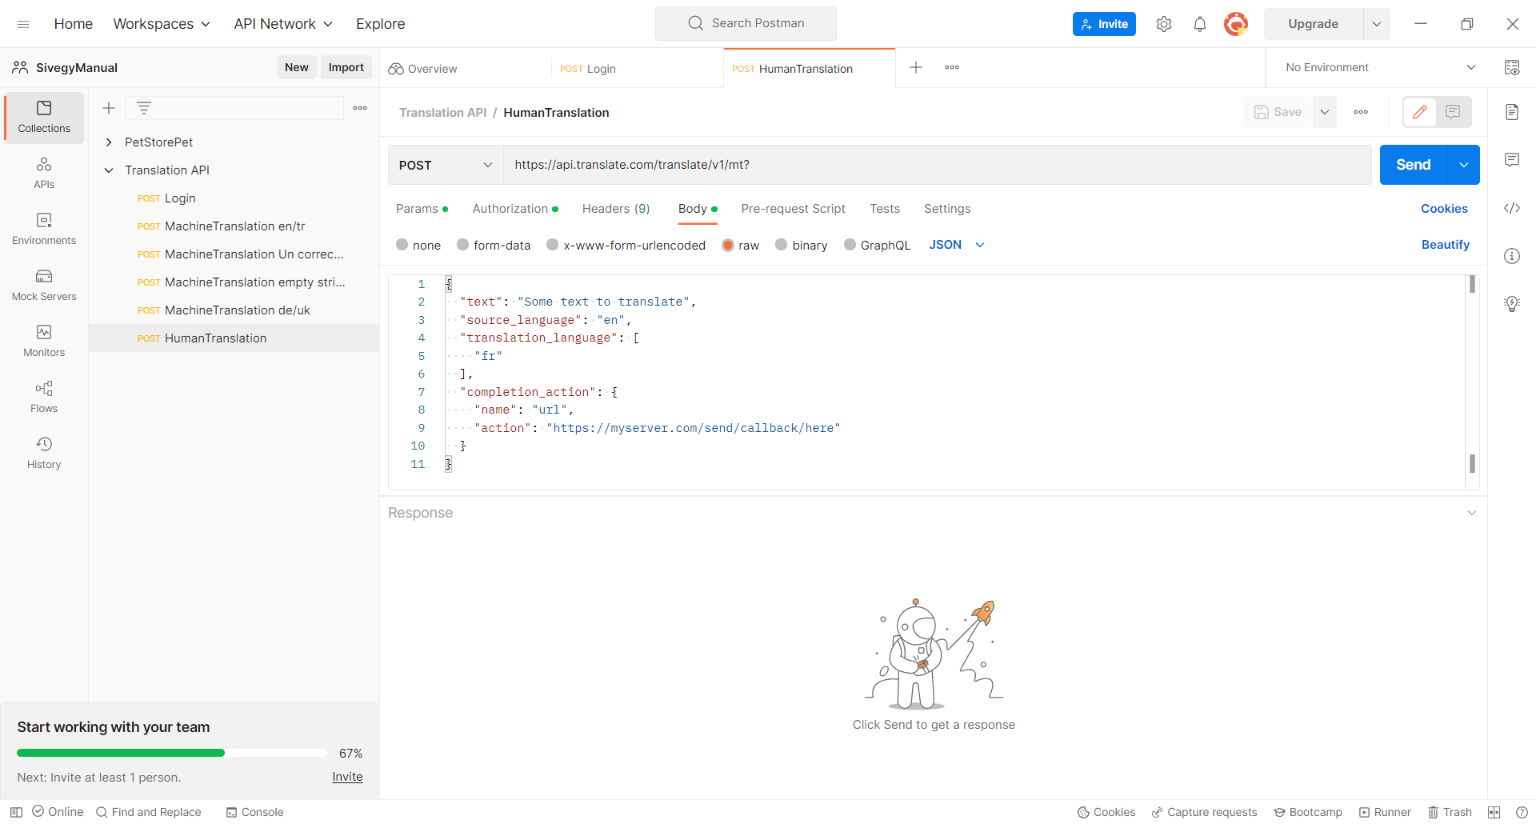 Home Workspaces API Network Explore Search Postman Invite Upgrade
SivegyManual New Import Overview POST Login POST HumanTranslation No Environment
Collections
APIs
Environments
Mock Servers
Monitors
Flows
History
PetStorePet
Translation API
POST Login
POST MachineTranslation en/tr
POST MachineTranslation Un correc...
POST MachineTranslation empty stri...
POST MachineTranslation de/uk
POST HumanTranslation
Translation API / HumanTranslation Save
POST https://api.translate.com/translate/v1/mt? Send
Params Authorization Headers (9) Body Pre-request Script Tests Settings Cookies
none form-data x-www-form-urlencoded raw binary GraphQL JSON Beautify
1 {
2 "text": "Some text to translate",
3 "source_language": "en",
4 "translation_language": [
5 "fr"
6 ],
7 "completion_action": {
8 "name": "url",
9 "action": "https://myserver.com/send/callback/here"
10 }
11 }
Response
Click Send to get a response
Start working with your team
67%
Next: Invite at least 1 person. Invite
Online Find and Replace Console Cookies Capture requests Bootcamp Runner Trash